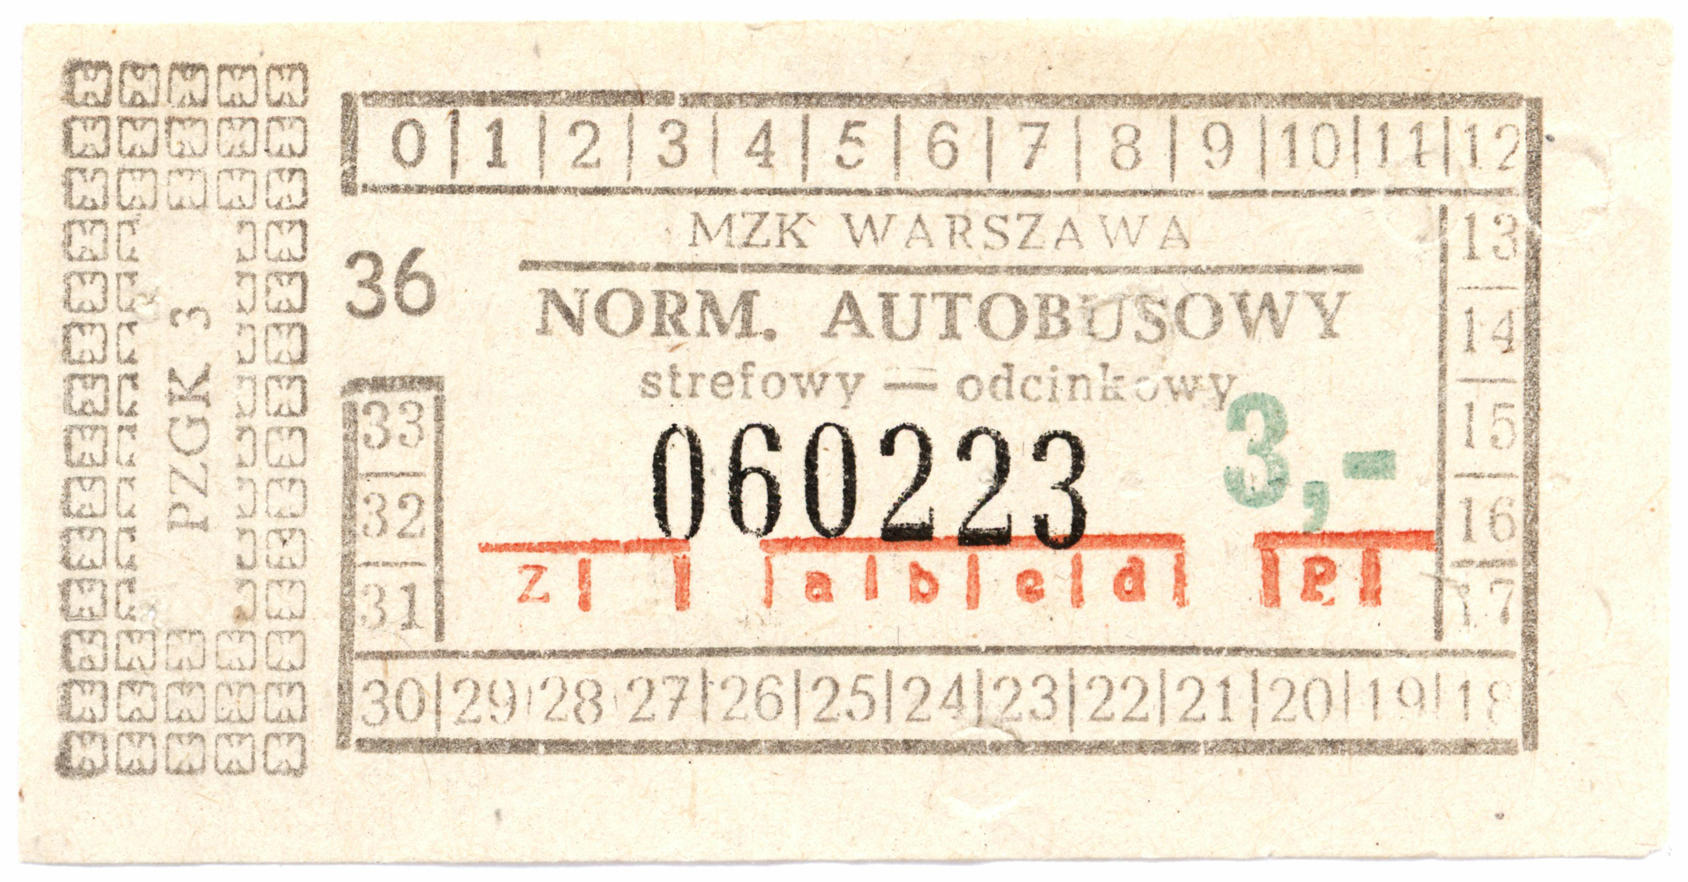 0 1 2 3 4 5 6 7 8 9 10 11 12
MZK WARSZAWA
13
36
NORM. AUTOBUSOWY
14
PZGK 3
strefowy — odcinkowy
33
15
060223
3,-
32
16
z a b c d P
31
17
30 29 28 27 26 25 24 23 22 21 20 19 18